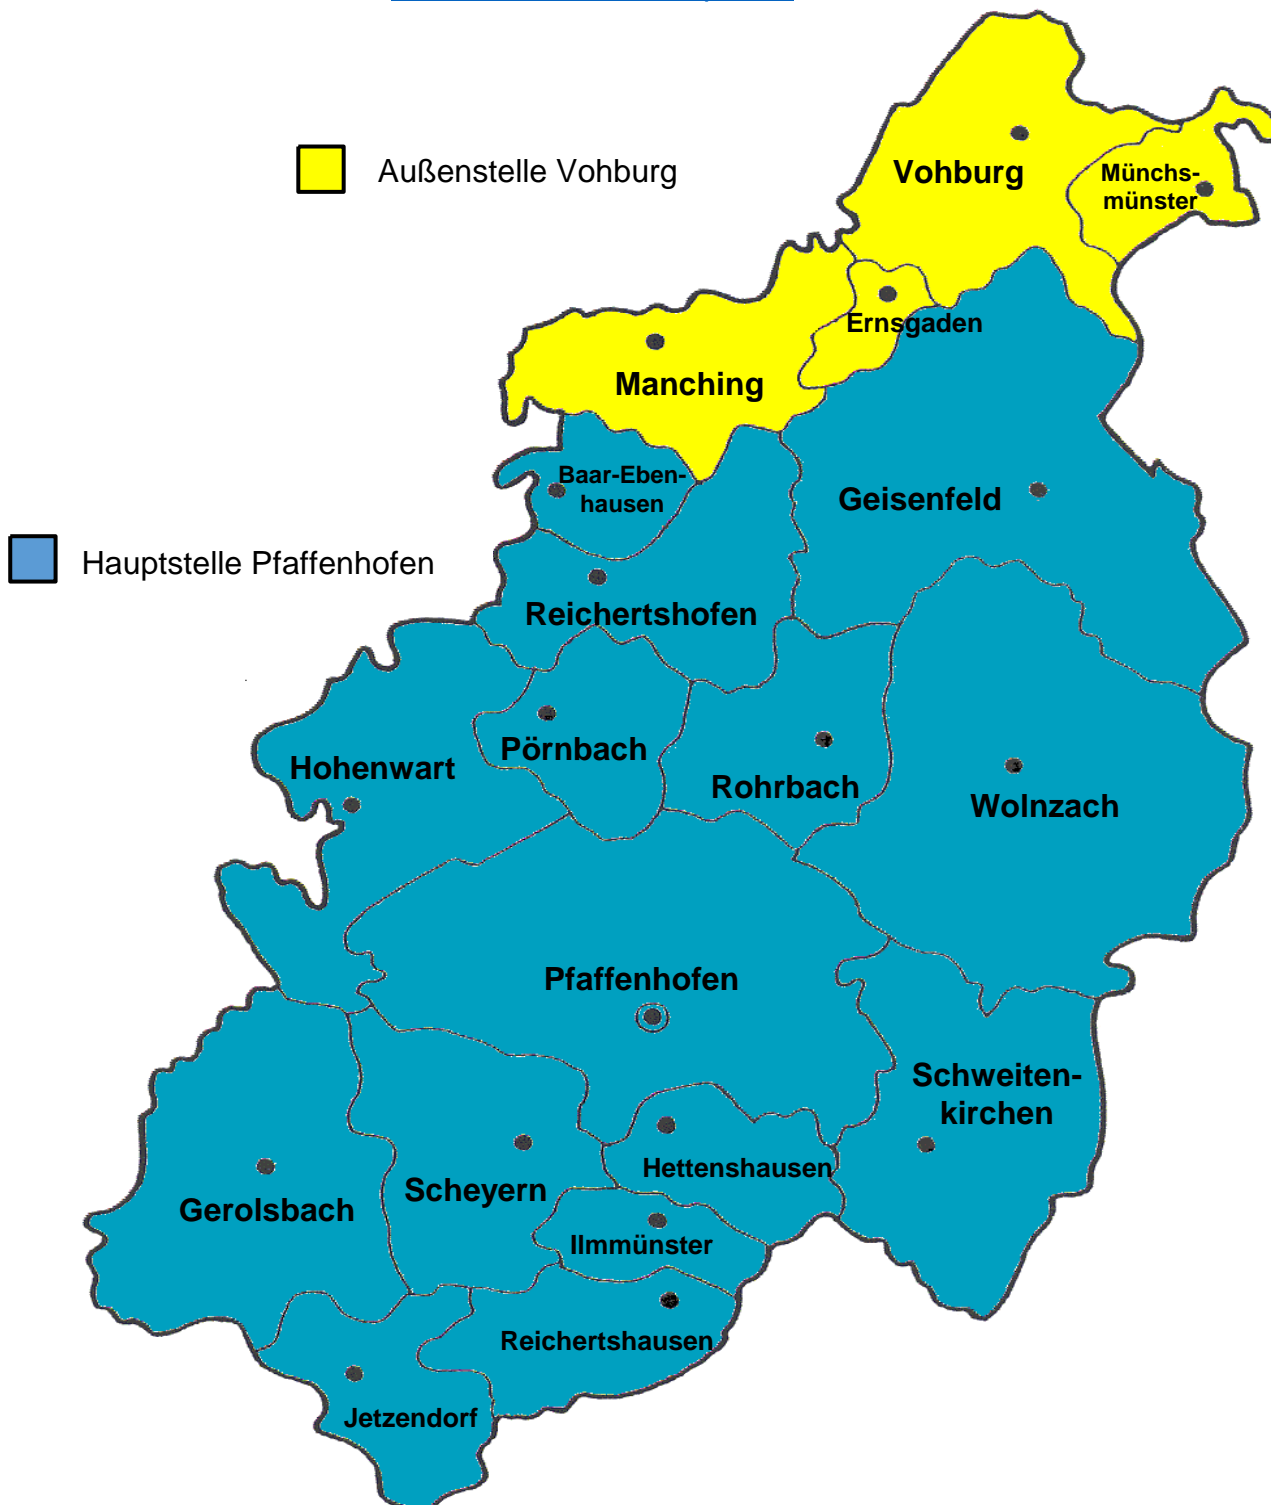 Außenstelle Vohburg
Vohburg
Münchs-
münster
Ernsgaden
Manching
Baar-Eben-
hausen
Geisenfeld
Hauptstelle Pfaffenhofen
Reichertshofen
Pörnbach
Hohenwart
Rohrbach
Wolnzach
Pfaffenhofen
Schweiten-
kirchen
Hettenshausen
Scheyern
Gerolsbach
Ilmmünster
Reichertshausen
Jetzendorf